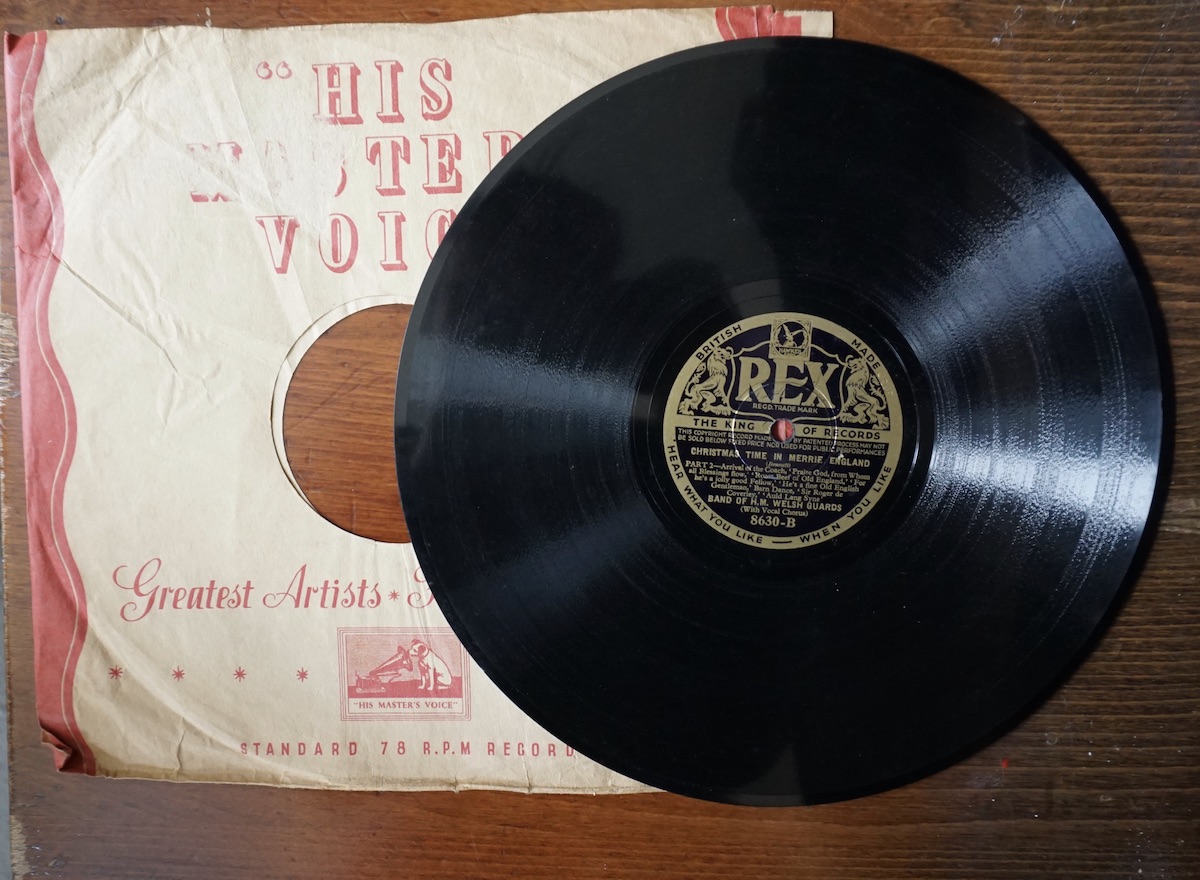 "HIS
MASTER
VOIC
Greatest Artists *
"HIS MASTER'S VOICE"
STANDARD 78 R.P.M RECORD
BRITISH MADE
REX
REGD. TRADE MARK
THE KING OF RECORDS
THIS COPYRIGHT RECORD MADE BY PATENTED PROCESS MAY NOT
BE SOLD BELOW FIXED PRICE NOR USED FOR PUBLIC PERFORMANCES
CHRISTMAS TIME IN MERRIE ENGLAND
PART 2—Arrival of the Coach, 'Praise God, from Whom
all Blessings flow,' 'Roast Beef of Old England,' 'For
he's a jolly good Fellow,' 'He's a fine Old English
Gentleman,' Barn Dance, 'Sir Roger de
Coverley,' 'Auld Lang Syne'
BAND OF H.M. WELSH GUARDS
(With Vocal Chorus)
8630-B
HEAR WHAT YOU LIKE — WHEN YOU LIKE